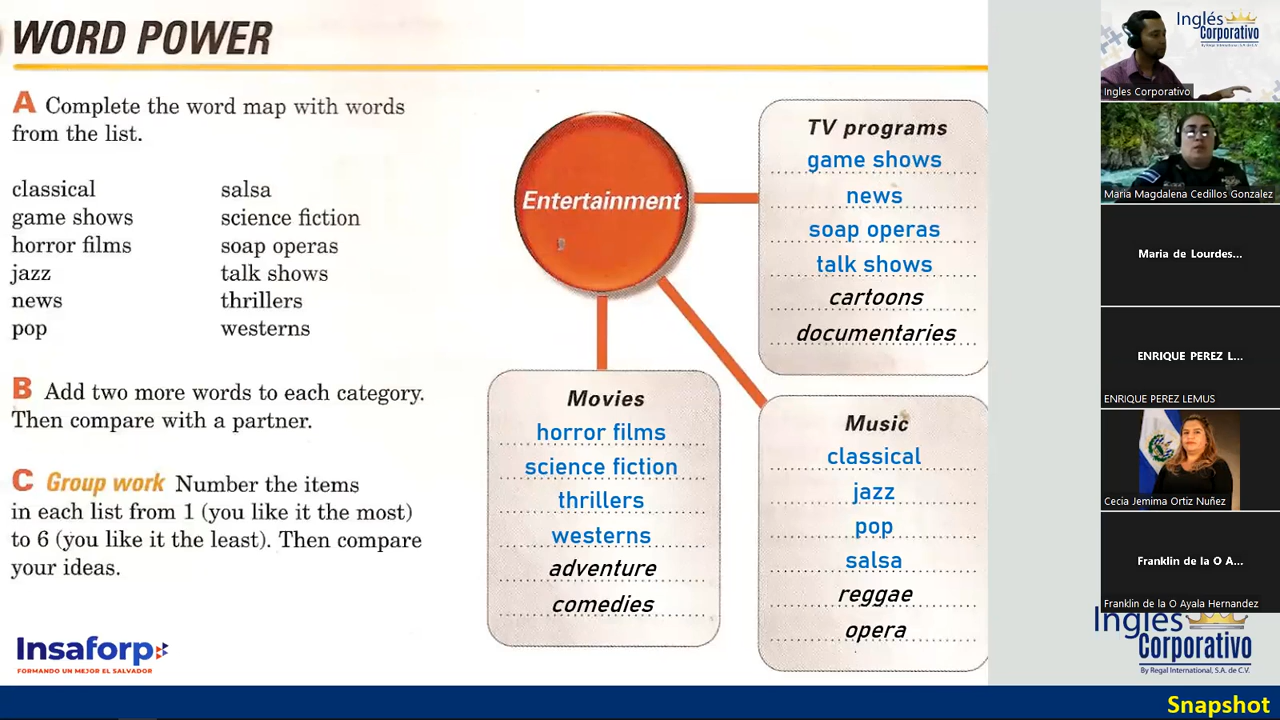 WORD POWER
A Complete the word map with words
from the list.
classical
game shows
horror films
jazz
news
pop
salsa
science fiction
soap operas
talk shows
thrillers
westerns
B Add two more words to each category.
Then compare with a partner.
C Group work Number the items
in each list from 1 (you like it the most)
to 6 (you like it the least). Then compare
your ideas.
Insaforp
FORMANDO UN MEJOR EL SALVADOR
Entertainment
TV programs
game shows
news
soap operas
talk shows
cartoons
documentaries
Movies
horror films
science fiction
thrillers
westerns
adventure
comedies
Music
classical
jazz
pop
salsa
reggae
opera
Inglés
Corporativo
By Regal International, S.A. de C.V.
Ingles Corporativo
María Magdalena Cedillos Gonzalez
Maria de Lourdes...
ENRIQUE PEREZ L...
ENRIQUE PEREZ LEMUS
Cecia Jemima Ortiz Nuñez
Franklin de la O A...
Franklin de la O Ayala Hernandez
Inglés
Corporativo
By Regal International, S.A. de C.V.
Snapshot